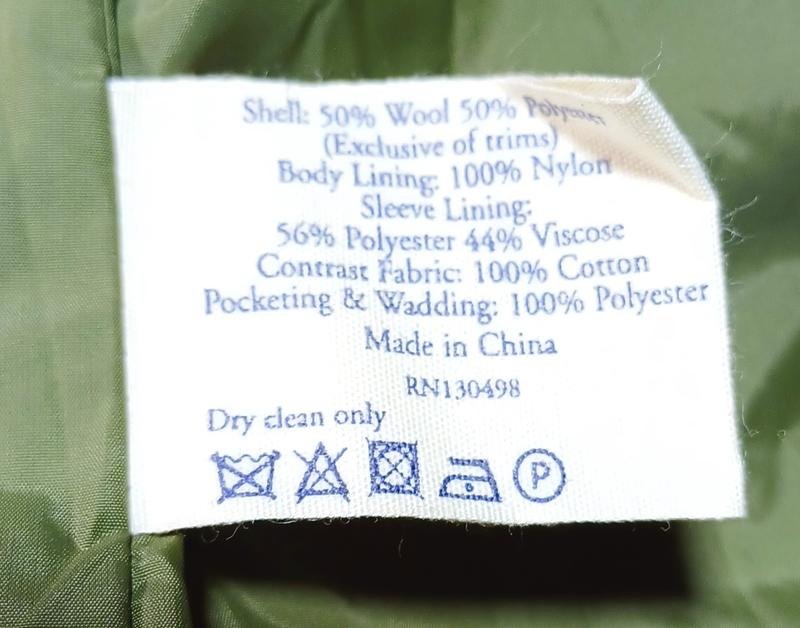 Shell: 50% Wool 50% Polyester
(Exclusive of trims)
Body Lining: 100% Nylon
Sleeve Lining:
56% Polyester 44% Viscose
Contrast Fabric: 100% Cotton
Pocketing & Wadding: 100% Polyester
Made in China
RN130498
Dry clean only
P